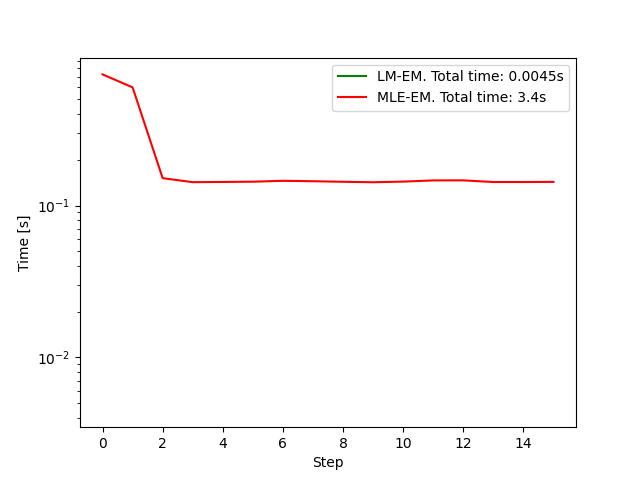 LM-EM. Total time: 0.0045s
MLE-EM. Total time: 3.4s
Time [s]
10⁻¹
10⁻²
0 2 4 6 8 10 12 14
Step